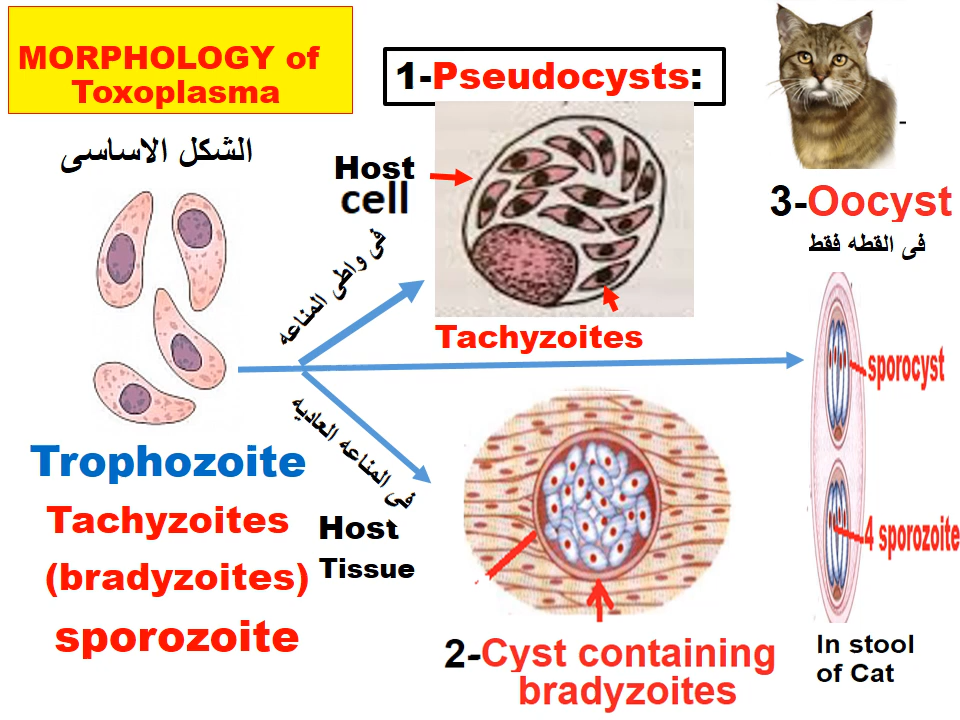 MORPHOLOGY of
Toxoplasma
الشكل الاساسى
1-Pseudocysts:
Host
cell
فى واطى المناعه
Tachyzoites
-
3-Oocyst
فى القطه فقط
sporocyst
4 sporozoite
In stool
of Cat
فى المناعه العاديه
Host
Tissue
2-Cyst containing
bradyzoites
Trophozoite
Tachyzoites
(bradyzoites)
sporozoite